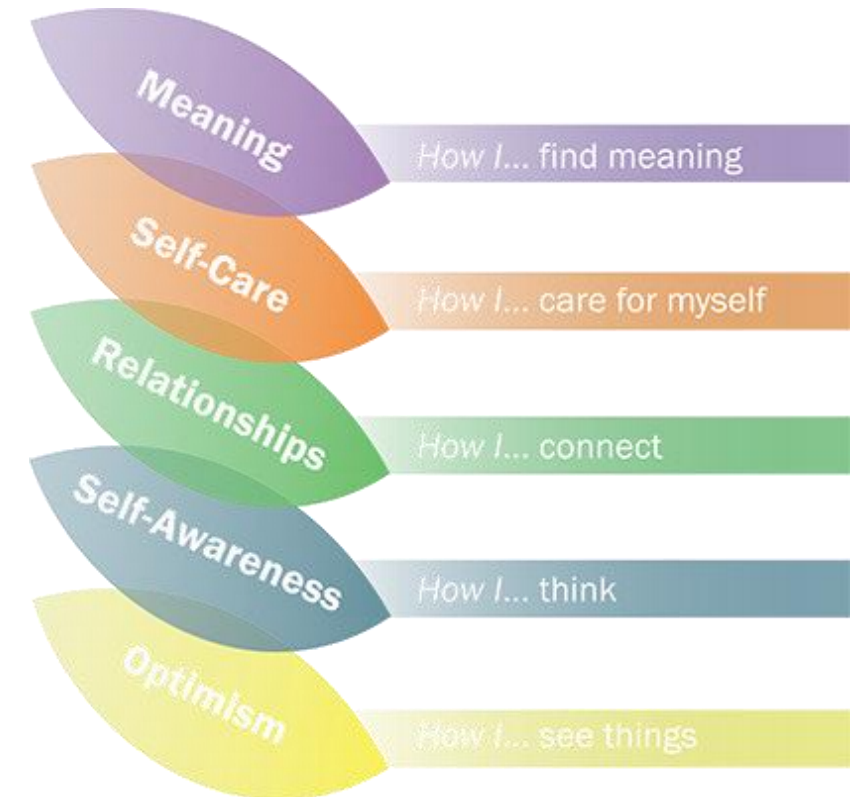 Meaning
How I... find meaning
Self-Care
How I... care for myself
Relationships
How I... connect
Self-Awareness
How I... think
Optimism
How I... see things